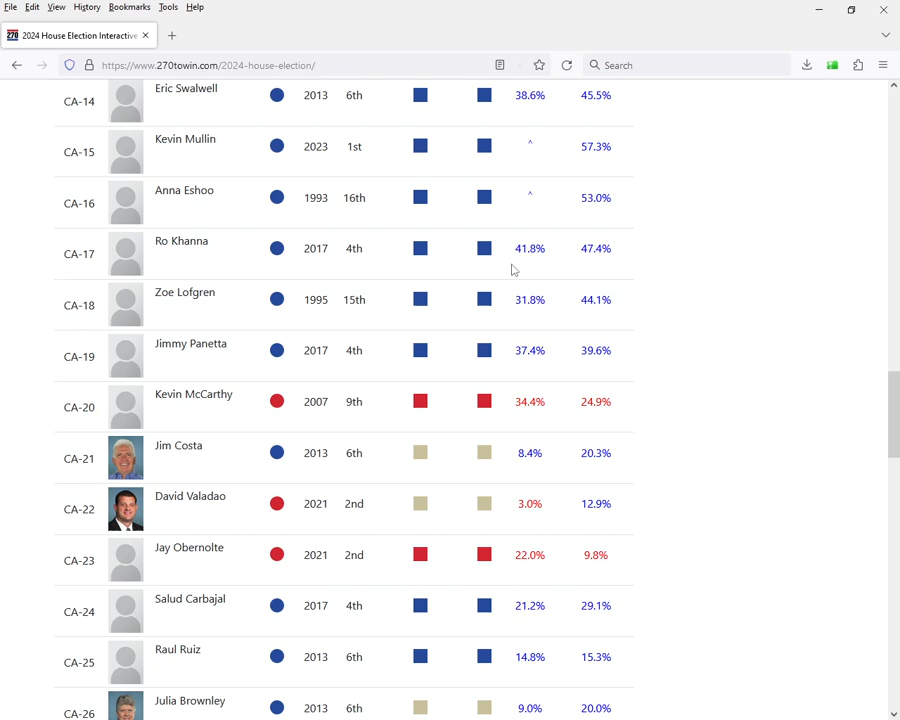 File Edit View History Bookmarks Tools Help
270 2024 House Election Interactive
https://www.270towin.com/2024-house-election/ Search
CA-14 Eric Swalwell 2013 6th 38.6% 45.5%
CA-15 Kevin Mullin 2023 1st ^ 57.3%
CA-16 Anna Eshoo 1993 16th ^ 53.0%
CA-17 Ro Khanna 2017 4th 41.8% 47.4%
CA-18 Zoe Lofgren 1995 15th 31.8% 44.1%
CA-19 Jimmy Panetta 2017 4th 37.4% 39.6%
CA-20 Kevin McCarthy 2007 9th 34.4% 24.9%
CA-21 Jim Costa 2013 6th 8.4% 20.3%
CA-22 David Valadao 2021 2nd 3.0% 12.9%
CA-23 Jay Obernolte 2021 2nd 22.0% 9.8%
CA-24 Salud Carbajal 2017 4th 21.2% 29.1%
CA-25 Raul Ruiz 2013 6th 14.8% 15.3%
CA-26 Julia Brownley 2013 6th 9.0% 20.0%